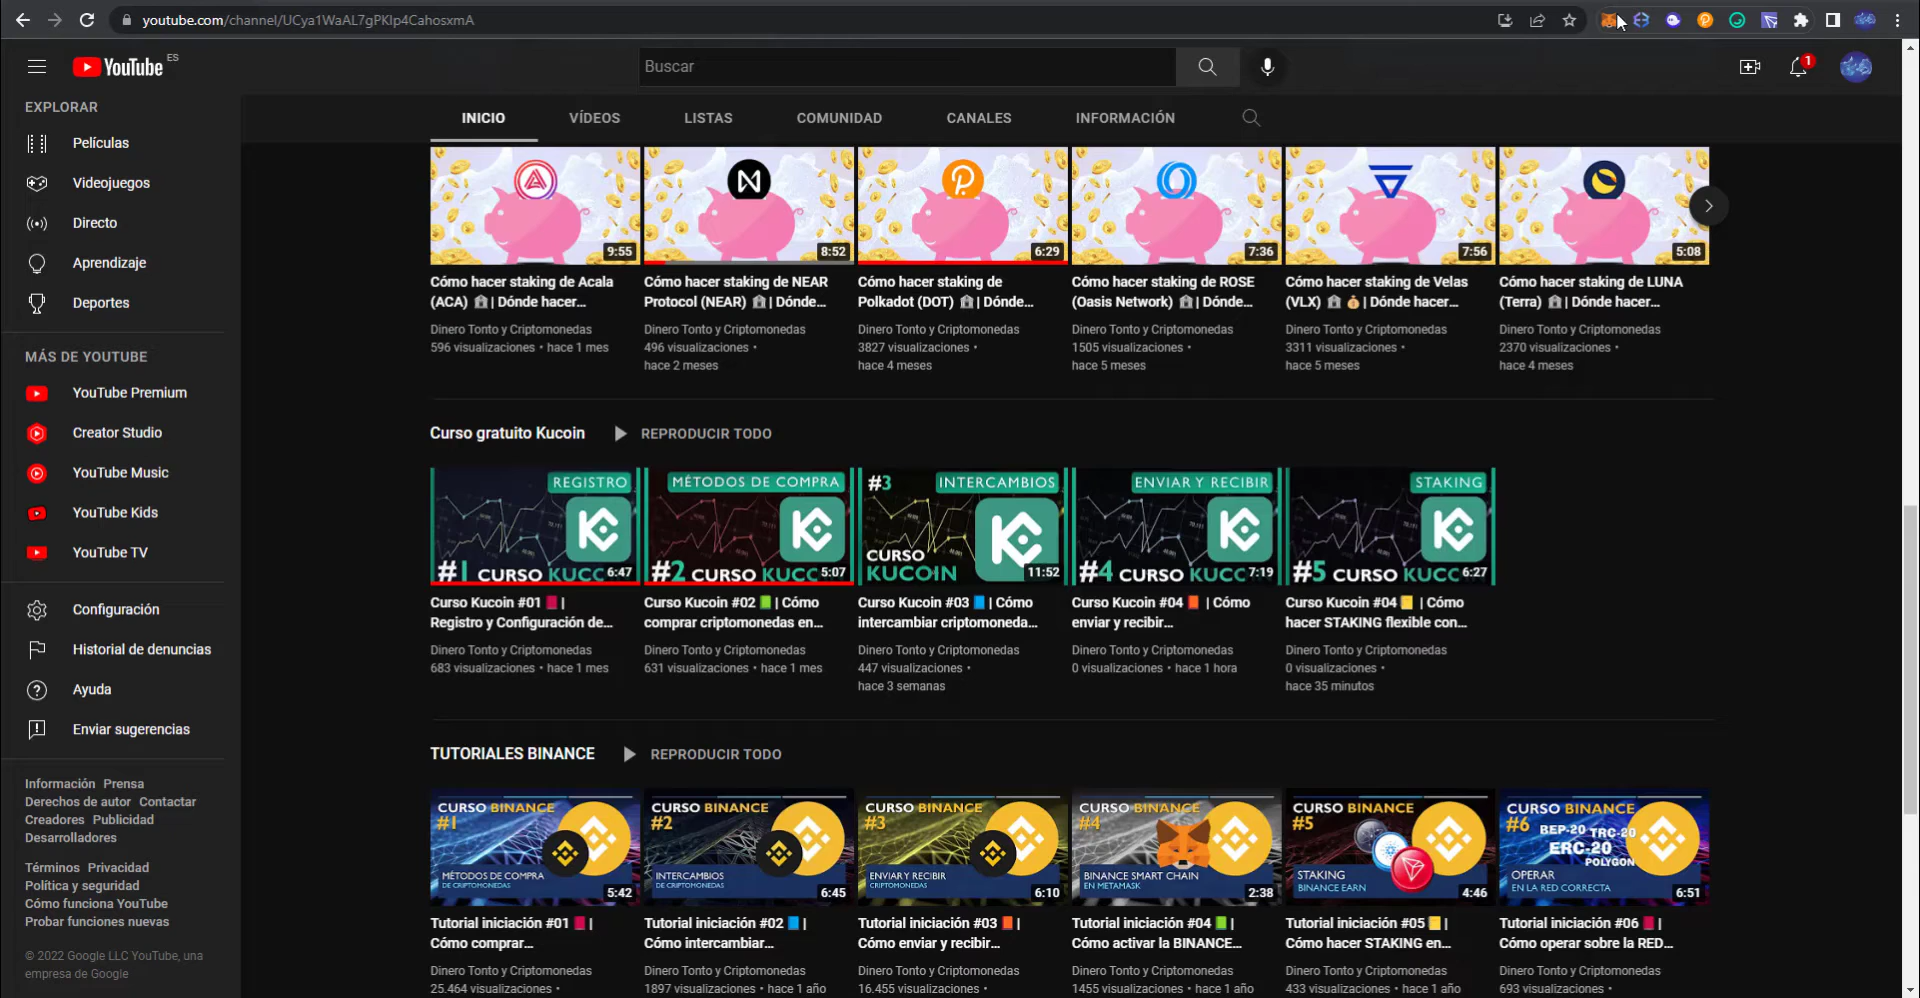 youtube.com/channel/UCya1WaAL7gPKIp4CahosxmA
YouTube ES
Buscar
1
EXPLORAR
Películas
Videojuegos
Directo
Aprendizaje
Deportes
MÁS DE YOUTUBE
YouTube Premium
Creator Studio
YouTube Music
YouTube Kids
YouTube TV
Configuración
Historial de denuncias
Ayuda
Enviar sugerencias
Información Prensa
Derechos de autor Contactar
Creadores Publicidad
Desarrolladores
Términos Privacidad
Política y seguridad
Cómo funciona YouTube
Probar funciones nuevas
© 2022 Google LLC YouTube, una
empresa de Google
INICIO VÍDEOS LISTAS COMUNIDAD CANALES INFORMACIÓN
9:55
Cómo hacer staking de Acala
(ACA) | Dónde hacer...
Dinero Tonto y Criptomonedas
596 visualizaciones • hace 1 mes
8:52
Cómo hacer staking de NEAR
Protocol (NEAR) | Dónde...
Dinero Tonto y Criptomonedas
496 visualizaciones •
hace 2 meses
6:29
Cómo hacer staking de
Polkadot (DOT) | Dónde...
Dinero Tonto y Criptomonedas
3827 visualizaciones •
hace 4 meses
7:36
Cómo hacer staking de ROSE
(Oasis Network) | Dónde...
Dinero Tonto y Criptomonedas
1505 visualizaciones •
hace 5 meses
7:56
Cómo hacer staking de Velas
(VLX) | Dónde hacer...
Dinero Tonto y Criptomonedas
3311 visualizaciones •
hace 5 meses
5:08
Cómo hacer staking de LUNA
(Terra) | Dónde hacer...
Dinero Tonto y Criptomonedas
2370 visualizaciones •
hace 4 meses
Curso gratuito Kucoin REPRODUCIR TODO
REGISTRO
#1 CURSO KUCC
6:47
Curso Kucoin #01 |
Registro y Configuración de...
Dinero Tonto y Criptomonedas
683 visualizaciones • hace 1 mes
MÉTODOS DE COMPRA
#2 CURSO KUCC
5:07
Curso Kucoin #02 | Cómo
comprar criptomonedas en...
Dinero Tonto y Criptomonedas
631 visualizaciones • hace 1 mes
#3 INTERCAMBIOS
CURSO
KUCOIN
11:52
Curso Kucoin #03 | Cómo
intercambiar criptomoneda...
Dinero Tonto y Criptomonedas
447 visualizaciones •
hace 3 semanas
ENVIAR Y RECIBIR
#4 CURSO KUCC
7:19
Curso Kucoin #04 | Cómo
enviar y recibir...
Dinero Tonto y Criptomonedas
0 visualizaciones • hace 1 hora
STAKING
#5 CURSO KUCC
6:27
Curso Kucoin #04 | Cómo
hacer STAKING flexible con...
Dinero Tonto y Criptomonedas
0 visualizaciones •
hace 35 minutos
TUTORIALES BINANCE REPRODUCIR TODO
CURSO BINANCE
#1
MÉTODOS DE COMPRA
DE CRIPTOMONEDAS
5:42
Tutorial iniciación #01 |
Cómo comprar...
Dinero Tonto y Criptomonedas
25.464 visualizaciones •
CURSO BINANCE
#2
INTERCAMBIOS
DE CRIPTOMONEDAS
6:45
Tutorial iniciación #02 |
Cómo intercambiar...
Dinero Tonto y Criptomonedas
1897 visualizaciones • hace 1 año
CURSO BINANCE
#3
ENVIAR Y RECIBIR
CRIPTOMONEDAS
6:10
Tutorial iniciación #03 |
Cómo enviar y recibir...
Dinero Tonto y Criptomonedas
16.455 visualizaciones •
CURSO BINANCE
#4
BINANCE SMART CHAIN
EN METAMASK
2:38
Tutorial iniciación #04 |
Cómo activar la BINANCE...
Dinero Tonto y Criptomonedas
1455 visualizaciones • hace 1 año
CURSO BINANCE
#5
STAKING
BINANCE EARN
4:46
Tutorial iniciación #05 |
Cómo hacer STAKING en...
Dinero Tonto y Criptomonedas
433 visualizaciones • hace 1 año
CURSO BINANCE
#6 BEP-20 TRC-20
ERC-20
POLYGON
OPERAR
EN LA RED CORRECTA
6:51
Tutorial iniciación #06 |
Cómo operar sobre la RED...
Dinero Tonto y Criptomonedas
693 visualizaciones •